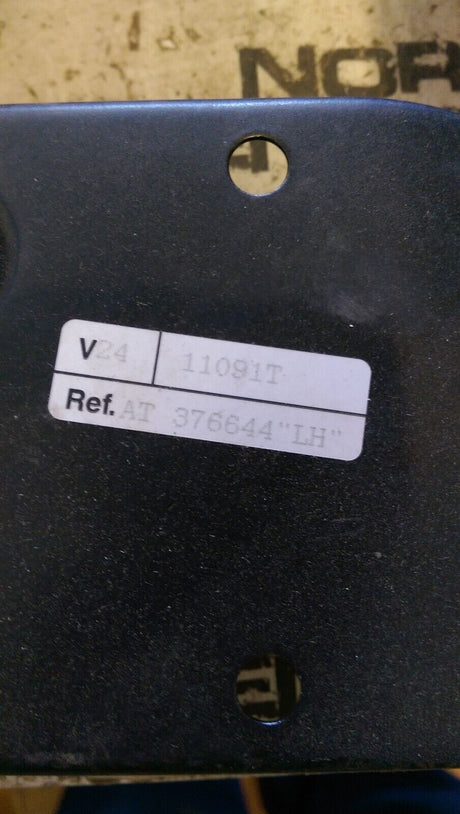 NOR
V24 11091T
Ref. AT 376644"LH"